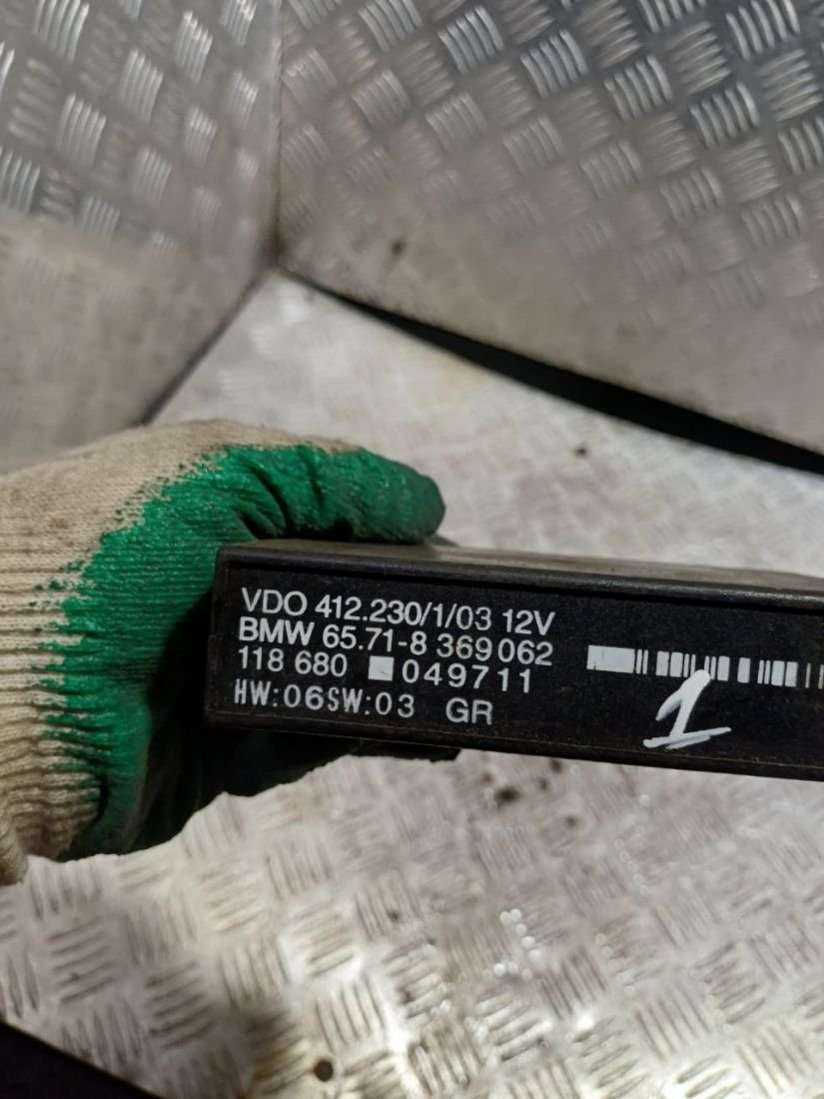 VDO 412.230/1/03 12V
BMW 65.71-8 369062
118 680 049711
HW:06SW:03 GR
1